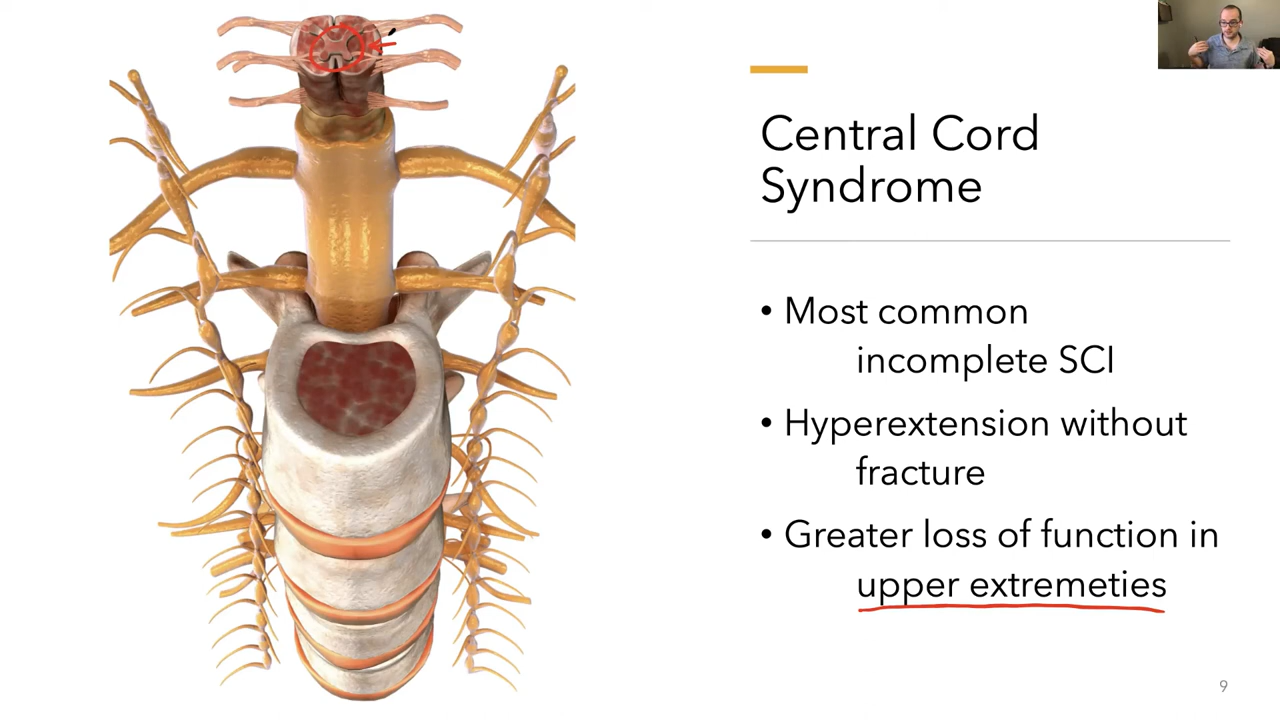 Central Cord
Syndrome
• Most common
incomplete SCI
• Hyperextension without
fracture
• Greater loss of function in
upper extremeties
9